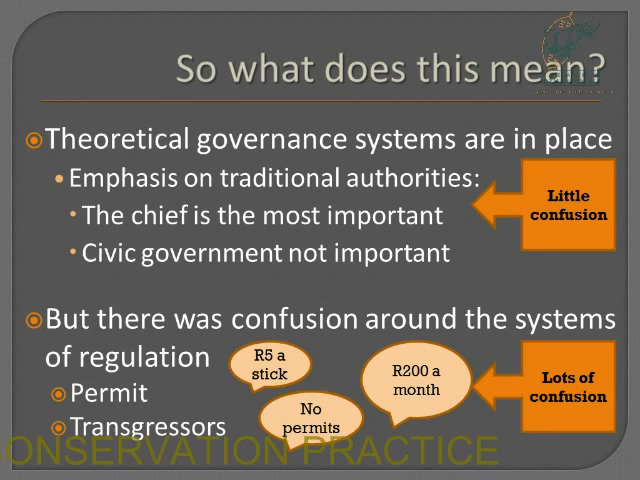 So what does this mean?
Theoretical governance systems are in place
Emphasis on traditional authorities:
The chief is the most important
Civic government not important
Little
confusion
But there was confusion around the systems
of regulation
Permit
Transgressors
R5 a
stick
No
permits
R200 a
month
Lots of
confusion
ONSERVATION PRACTICE